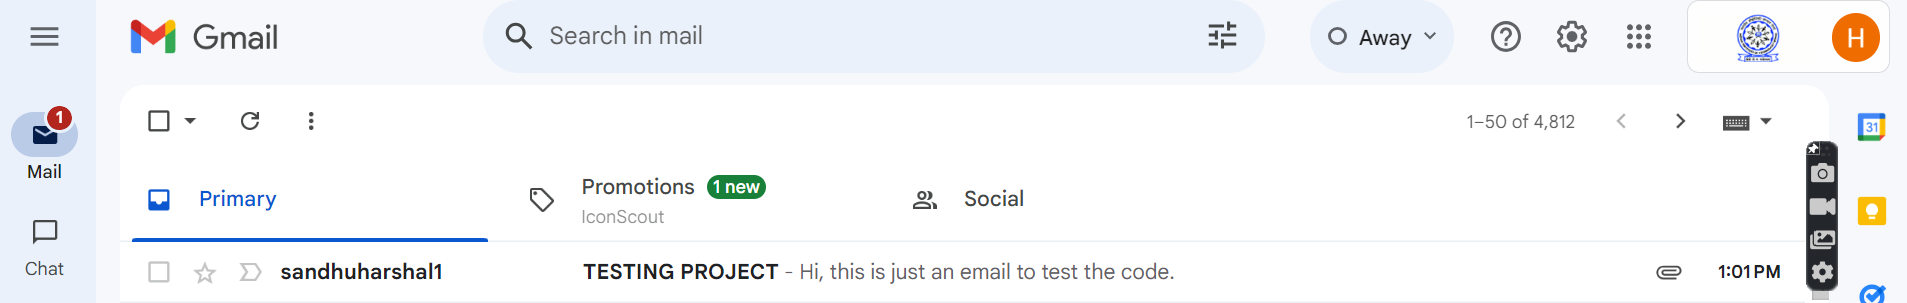 Gmail
Search in mail
Away
H
1
Mail
Chat
1–50 of 4,812
31
Primary
Promotions 1 new
IconScout
Social
sandhuharshal1 TESTING PROJECT - Hi, this is just an email to test the code. 1:01 PM